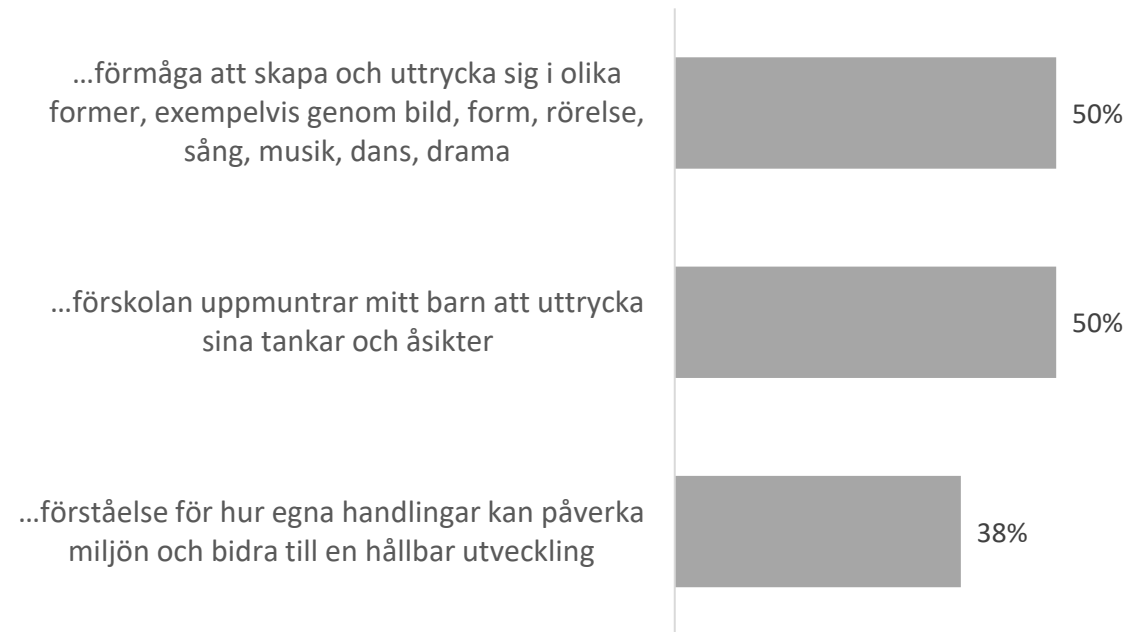 …förmåga att skapa och uttrycka sig i olika
former, exempelvis genom bild, form, rörelse,
sång, musik, dans, drama
50%
…förskolan uppmuntrar mitt barn att uttrycka
sina tankar och åsikter
50%
…förståelse för hur egna handlingar kan påverka
miljön och bidra till en hållbar utveckling
38%